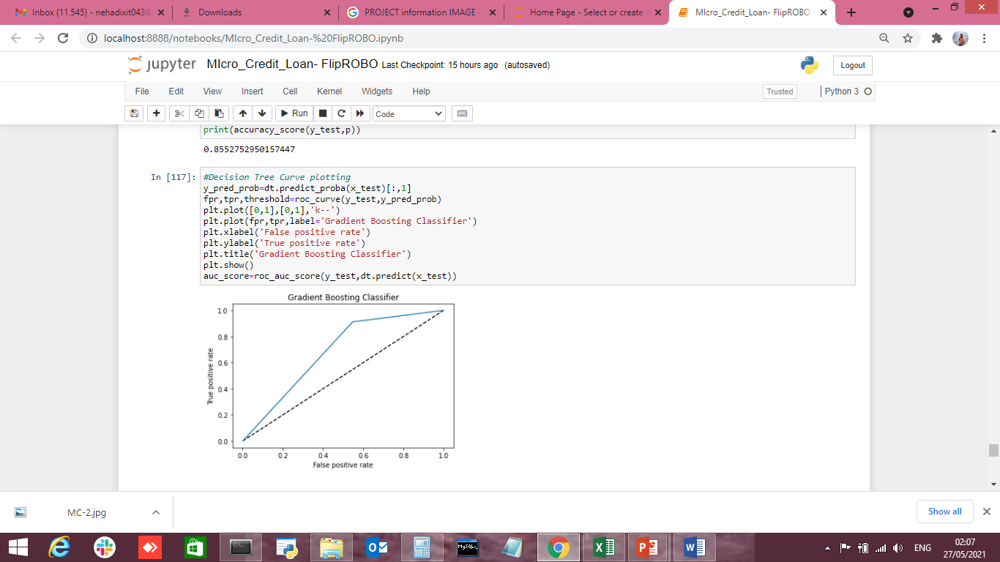 Inbox (11,545) - nehadixit043
Downloads
PROJECT information IMAGE -
Home Page - Select or create
MIcro_Credit_Loan- FlipROBO
localhost:8888/notebooks/MIcro_Credit_Loan-%20FlipROBO.ipynb
jupyter MIcro_Credit_Loan- FlipROBO Last Checkpoint: 15 hours ago (autosaved)
Logout
File Edit View Insert Cell Kernel Widgets Help
Trusted
Python 3
Run
Code
print(accuracy_score(y_test,p))
0.8552752950157447
In [117]: #Decision Tree Curve plotting
y_pred_prob=dt.predict_proba(x_test)[:,1]
fpr,tpr,threshold=roc_curve(y_test,y_pred_prob)
plt.plot([0,1],[0,1],'k--')
plt.plot(fpr,tpr,label='Gradient Boosting Classifier')
plt.xlabel('False positive rate')
plt.ylabel('True positive rate')
plt.title('Gradient Boosting Classifier')
plt.show()
auc_score=roc_auc_score(y_test,dt.predict(x_test))
Gradient Boosting Classifier
True positive rate
1.0
0.8
0.6
0.4
0.2
0.0
0.0 0.2 0.4 0.6 0.8 1.0
False positive rate
MC-2.jpg
Show all
MySQL
ENG
02:07
27/05/2021